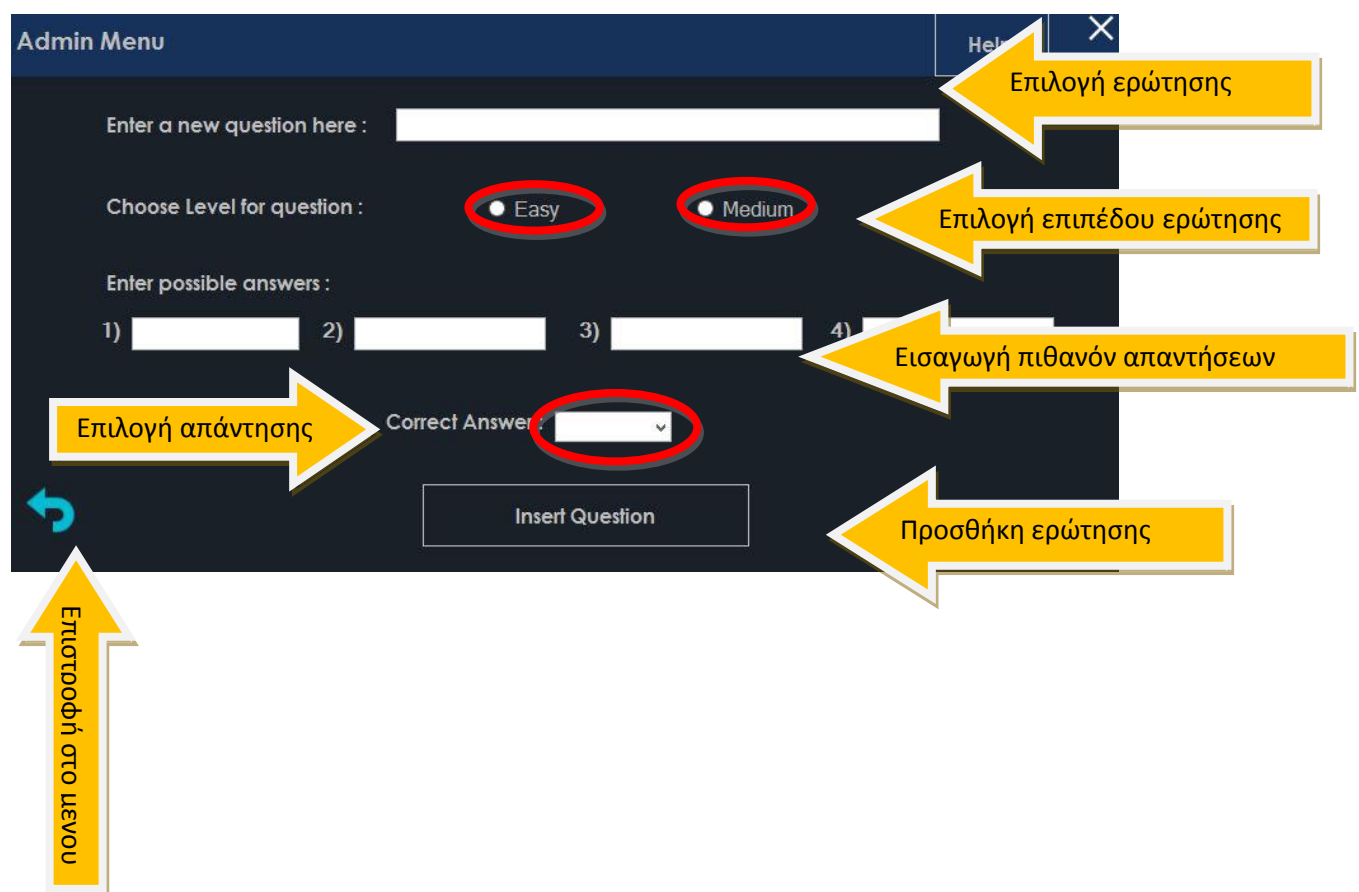 Admin Menu
Help
Επιλογή ερώτησης
Enter a new question here :
Choose Level for question :
Easy
Medium
Επιλογή επιπέδου ερώτησης
Enter possible answers :
1)
2)
3)
4)
Εισαγωγή πιθανόν απαντήσεων
Επιλογή απάντησης
Correct Answer:
Insert Question
Προσθήκη ερώτησης
Επιστροφή στο μενου